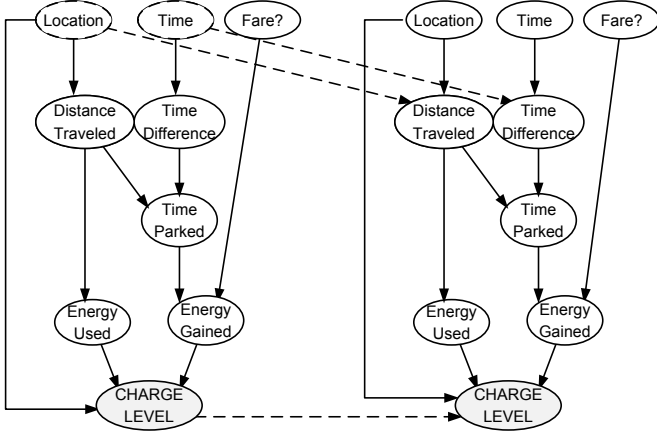 Location
Time
Fare?
Location
Time
Fare?
Distance
Traveled
Time
Difference
Distance
Traveled
Time
Difference
Time
Parked
Time
Parked
Energy
Used
Energy
Gained
Energy
Used
Energy
Gained
CHARGE
LEVEL
CHARGE
LEVEL